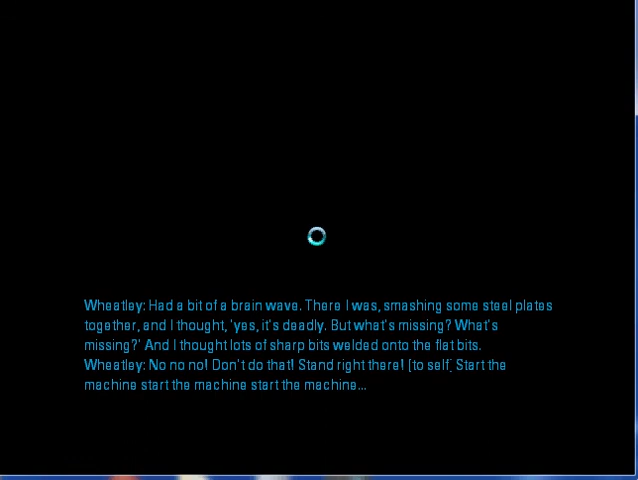 Wheatley: Had a bit of a brain wave. There I was, smashing some steel plates
together, and I thought, 'yes, it's deadly. But what's missing? What's
missing?' And I thought lots of sharp bits welded onto the flat bits.
Wheatley: No no no! Don't do that! Stand right there! [to self] Start the
machine start the machine start the machine...